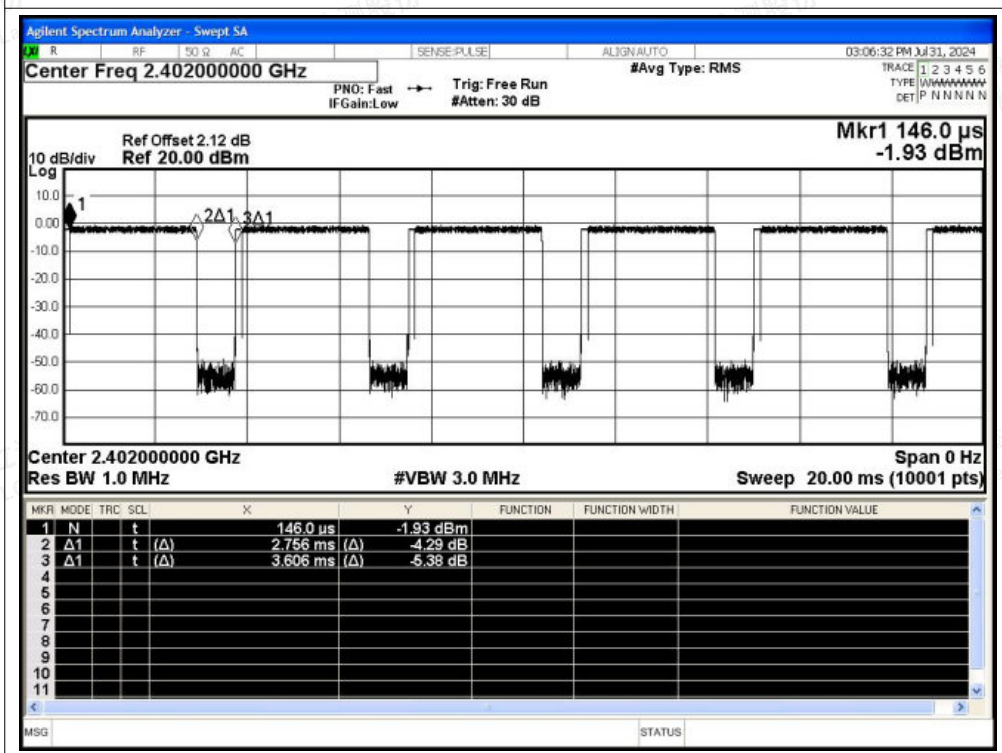 Agilent Spectrum Analyzer - Swept SA
R RF 50 Ω AC SENSE:PULSE ALIGN AUTO 03:06:32 PM Jul 31, 2024
Center Freq 2.402000000 GHz #Avg Type: RMS TRACE 1 2 3 4 5 6
PNO: Fast Trig: Free Run TYPE WWWWWW
IFGain:Low #Atten: 30 dB DET P N N N N N
Mkr1 146.0 µs
Ref Offset 2.12 dB
10 dB/div Ref 20.00 dBm -1.93 dBm
Log
10.0
1
2Δ1 3Δ1
0.00
-10.0
-20.0
-30.0
-40.0
-50.0
-60.0
-70.0
Center 2.402000000 GHz Span 0 Hz
Res BW 1.0 MHz #VBW 3.0 MHz Sweep 20.00 ms (10001 pts)
MKR MODE TRC SCL X Y FUNCTION FUNCTION WIDTH FUNCTION VALUE
1 N t 146.0 µs -1.93 dBm
2 Δ1 t (Δ) 2.756 ms (Δ) -4.29 dB
3 Δ1 t (Δ) 3.606 ms (Δ) -5.38 dB
4
5
6
7
8
9
10
11
MSG STATUS